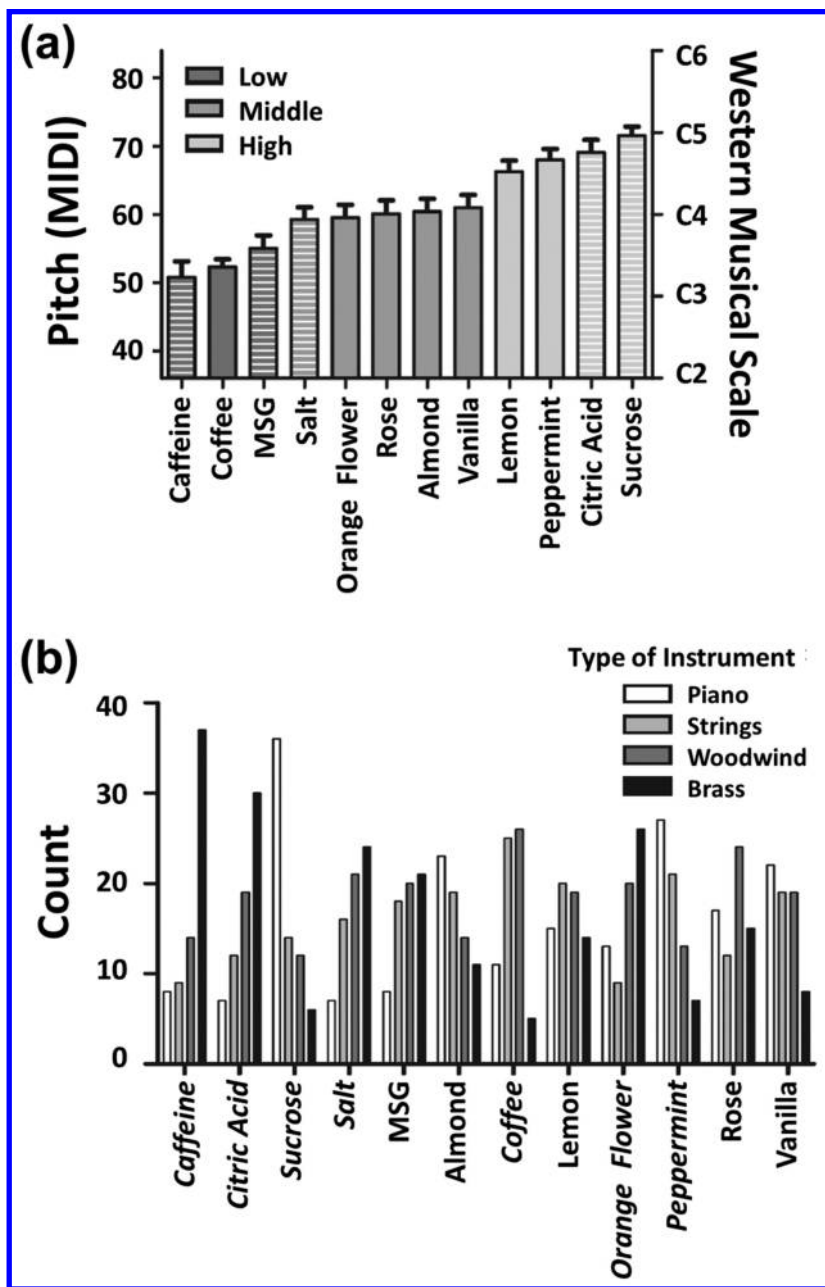 (a)
Low
Middle
High
Pitch (MIDI)
80
70
60
50
40
Western Musical Scale
C6
C5
C4
C3
C2
Caffeine
Coffee
MSG
Salt
Orange Flower
Rose
Almond
Vanilla
Lemon
Peppermint
Citric Acid
Sucrose
(b)
Type of Instrument
Piano
Strings
Woodwind
Brass
Count
40
30
20
10
0
Caffeine
Citric Acid
Sucrose
Salt
MSG
Almond
Coffee
Lemon
Orange Flower
Peppermint
Rose
Vanilla